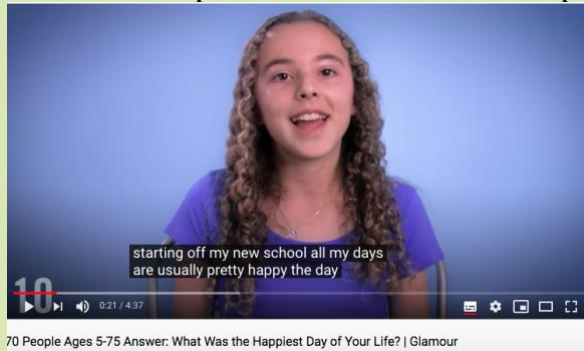 starting off my new school all my days
are usually pretty happy the day
10
0:21 / 4:37
70 People Ages 5-75 Answer: What Was the Happiest Day of Your Life? | Glamour